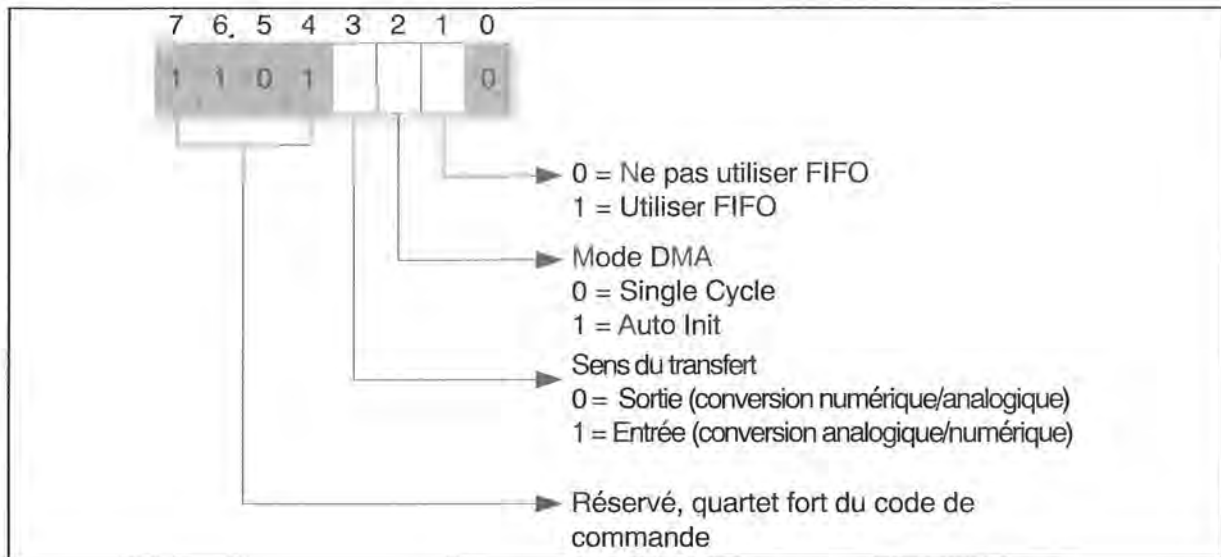 7 6. 5 4 3 2 1 0
1 1 0 1 0
0 = Ne pas utiliser FIFO
1 = Utiliser FIFO
Mode DMA
0 = Single Cycle
1 = Auto Init
Sens du transfert
0 = Sortie (conversion numérique/analogique)
1 = Entrée (conversion analogique/numérique)
Réservé, quartet fort du code de
commande